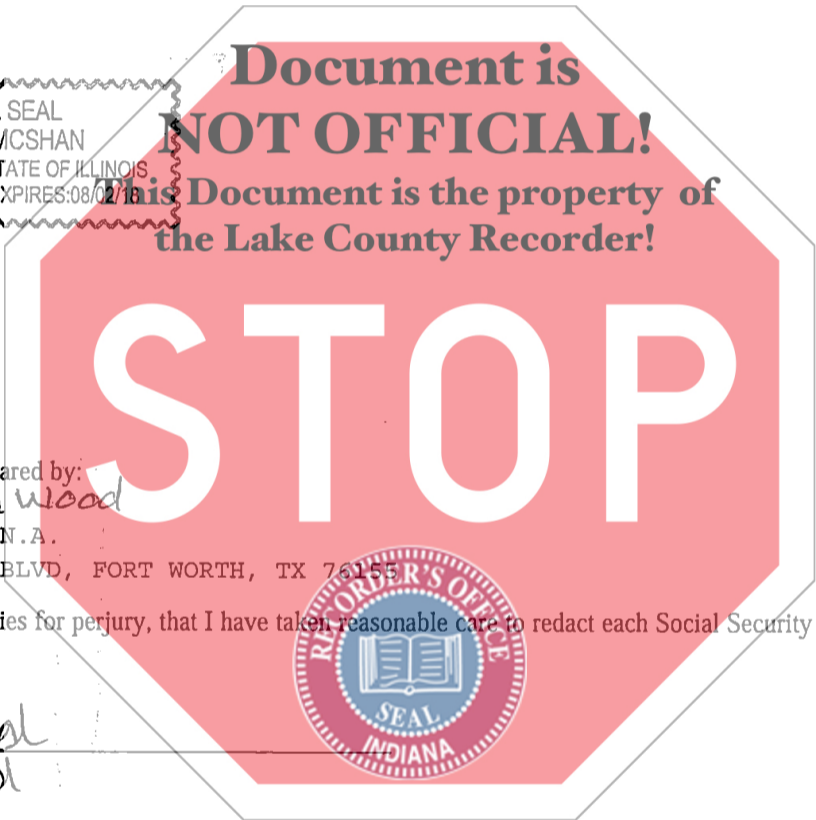 Document is
NOT OFFICIAL!
This Document is the property of
the Lake County Recorder!
SEAL
MCSHAN
TATE OF ILLINOIS
XPIRES:08/02/18
STOP
ared by:
Wood
N.A.
BLVD, FORT WORTH, TX 76155
ies for perjury, that I have taken reasonable care to redact each Social Security
RECORDER'S OFFICE
SEAL
INDIANA